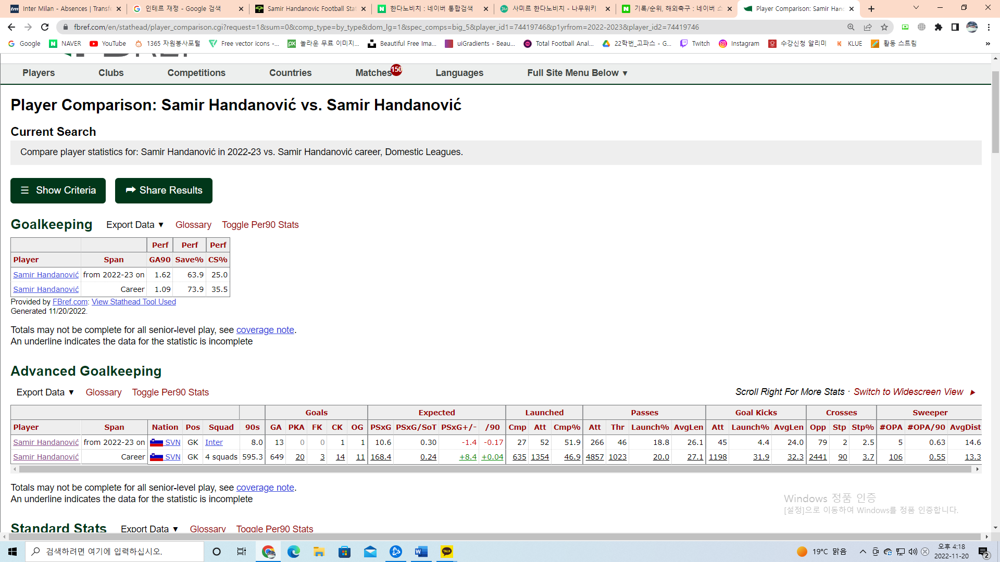 Inter Milan - Absences | Transfe
인테르 재정 - Google 검색
Samir Handanovic Football Stat
한다노비치 : 네이버 통합검색
사미르 한다노비치 - 나무위키
기록/순위, 해외축구 : 네이버 스
Player Comparison: Samir Hand
fbref.com/en/stathead/player_comparison.cgi?request=1&sum=0&comp_type=by_type&dom_lg=1&spec_comps=big_5&player_id1=74419746&p1yrfrom=2022-2023&player_id2=74419746
Google NAVER YouTube 1365 자원봉사포털 Free vector icons -... 놀라운 무료 이미지... Beautiful Free Ima... uiGradients - Beau... Total Football Anal... 22학번_고파스 - G... Twitch Instagram 수강신청 알리미 KLUE 활동 스트림 »
Players Clubs Competitions Countries Matches 150 Languages Full Site Menu Below ▼
Player Comparison: Samir Handanović vs. Samir Handanović
Current Search
Compare player statistics for: Samir Handanović in 2022-23 vs. Samir Handanović career, Domestic Leagues.
Show Criteria Share Results
Goalkeeping Export Data ▼ Glossary Toggle Per90 Stats
Perf Perf Perf
Player Span GA90 Save% CS%
Samir Handanović from 2022-23 on 1.62 63.9 25.0
Samir Handanović Career 1.09 73.9 35.5
Provided by FBref.com: View Stathead Tool Used
Generated 11/20/2022.
Totals may not be complete for all senior-level play, see coverage note.
An underline indicates the data for the statistic is incomplete
Advanced Goalkeeping
Export Data ▼ Glossary Toggle Per90 Stats Scroll Right For More Stats · Switch to Widescreen View ►
Goals Expected Launched Passes Goal Kicks Crosses Sweeper
Player Span Nation Pos Squad 90s GA PKA FK CK OG PSxG PSxG/SoT PSxG+/- /90 Cmp Att Cmp% Att Thr Launch% AvgLen Att Launch% AvgLen Opp Stp Stp% #OPA #OPA/90 AvgDist
Samir Handanović from 2022-23 on SVN GK Inter 8.0 13 0 0 1 1 10.6 0.30 -1.4 -0.17 27 52 51.9 266 46 18.8 26.1 45 4.4 24.0 79 2 2.5 5 0.63 14.6
Samir Handanović Career SVN GK 4 squads 595.3 649 20 3 14 11 168.4 0.24 +8.4 +0.04 635 1354 46.9 4857 1023 20.0 27.1 1198 31.9 32.3 2441 90 3.7 106 0.55 13.3
Totals may not be complete for all senior-level play, see coverage note.
An underline indicates the data for the statistic is incomplete
Windows 정품 인증
[설정]으로 이동하여 Windows를 정품 인증합니다.
Standard Stats Export Data ▼ Glossary Toggle Per90 Stats
검색하려면 여기에 입력하십시오.
TALK
19°C 맑음
오후 4:18
2022-11-20
2